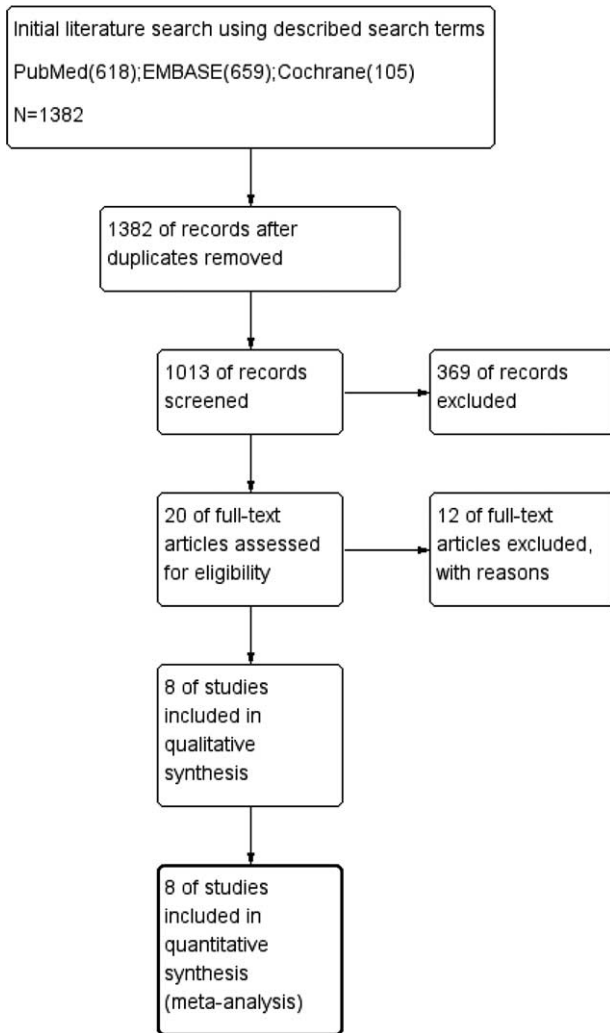 Initial literature search using described search terms
PubMed(618);EMBASE(659);Cochrane(105)
N=1382
1382 of records after
duplicates removed
1013 of records
screened
369 of records
excluded
20 of full-text
articles assessed
for eligibility
12 of full-text
articles excluded,
with reasons
8 of studies
included in
qualitative
synthesis
8 of studies
included in
quantitative
synthesis
(meta-analysis)